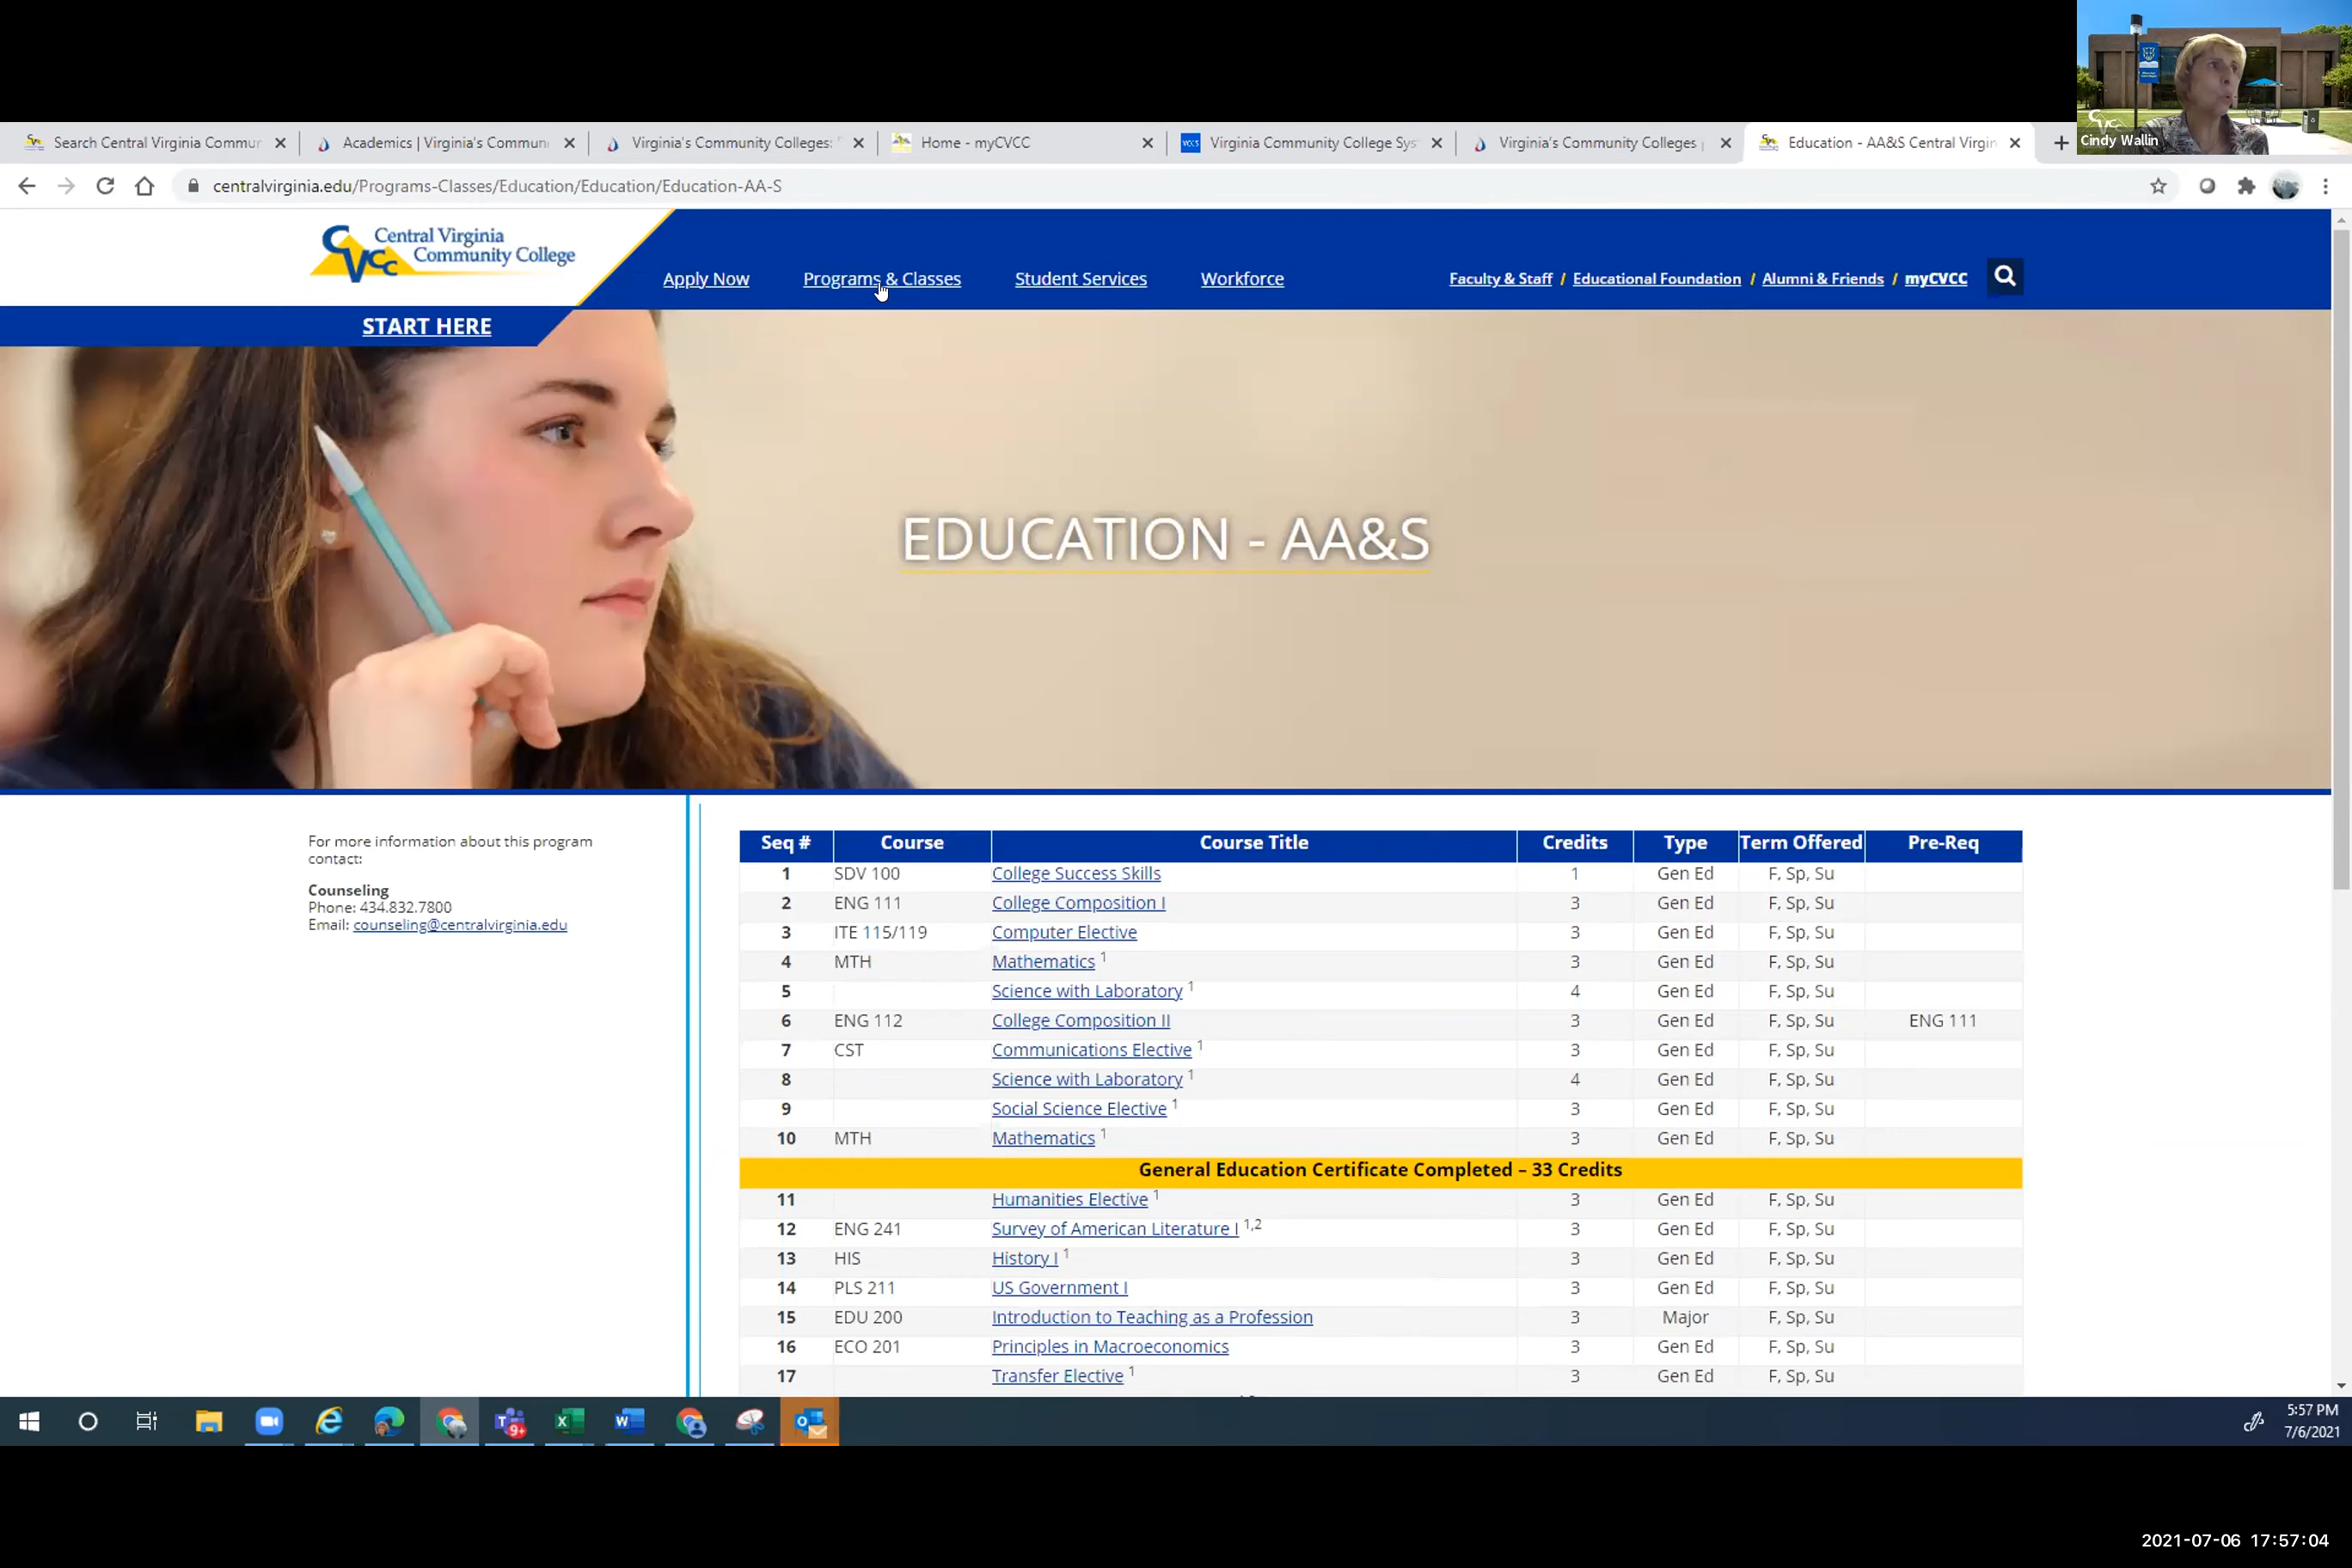 Cindy Wallin
Search Central Virginia Commur
Academics | Virginia's Commun
Virginia's Community Colleges:
Home - myCVCC
VCCS Virginia Community College Sys
Virginia's Community Colleges
Education - AA&S Central Virgin
centralvirginia.edu/Programs-Classes/Education/Education/Education-AA-S
CVCC
Central Virginia
Community College
Apply Now Programs & Classes Student Services Workforce
Faculty & Staff / Educational Foundation / Alumni & Friends / myCVCC
START HERE
EDUCATION - AA&S
For more information about this program
contact:
Counseling
Phone: 434.832.7800
Email: counseling@centralvirginia.edu
Seq # Course Course Title Credits Type Term Offered Pre-Req
1 SDV 100 College Success Skills 1 Gen Ed F, Sp, Su
2 ENG 111 College Composition I 3 Gen Ed F, Sp, Su
3 ITE 115/119 Computer Elective 3 Gen Ed F, Sp, Su
4 MTH Mathematics 1 3 Gen Ed F, Sp, Su
5 Science with Laboratory 1 4 Gen Ed F, Sp, Su
6 ENG 112 College Composition II 3 Gen Ed F, Sp, Su ENG 111
7 CST Communications Elective 1 3 Gen Ed F, Sp, Su
8 Science with Laboratory 1 4 Gen Ed F, Sp, Su
9 Social Science Elective 1 3 Gen Ed F, Sp, Su
10 MTH Mathematics 1 3 Gen Ed F, Sp, Su
General Education Certificate Completed – 33 Credits
11 Humanities Elective 1 3 Gen Ed F, Sp, Su
12 ENG 241 Survey of American Literature I 1,2 3 Gen Ed F, Sp, Su
13 HIS History I 1 3 Gen Ed F, Sp, Su
14 PLS 211 US Government I 3 Gen Ed F, Sp, Su
15 EDU 200 Introduction to Teaching as a Profession 3 Major F, Sp, Su
16 ECO 201 Principles in Macroeconomics 3 Gen Ed F, Sp, Su
17 Transfer Elective 1 3 Gen Ed F, Sp, Su
9+
5:57 PM
7/6/2021
2021-07-06 17:57:04